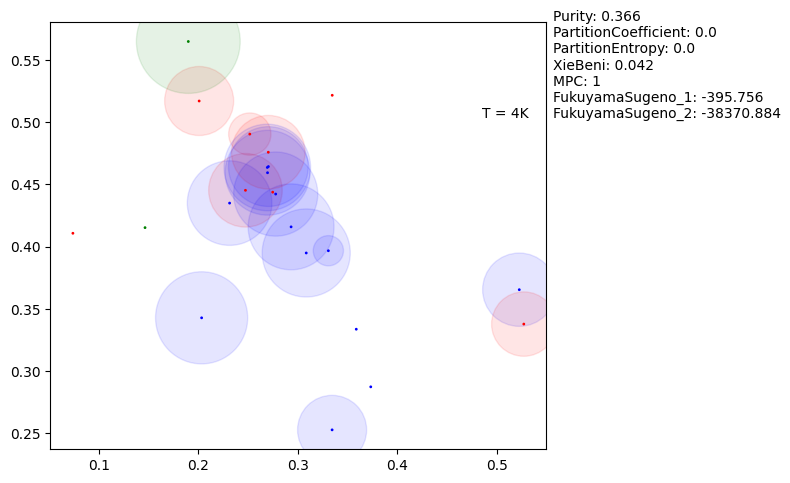 Purity: 0.366
PartitionCoefficient: 0.0
PartitionEntropy: 0.0
XieBeni: 0.042
MPC: 1
FukuyamaSugeno_1: -395.756
FukuyamaSugeno_2: -38370.884
T = 4K
0.55
0.50
0.45
0.40
0.35
0.30
0.25
0.1 0.2 0.3 0.4 0.5